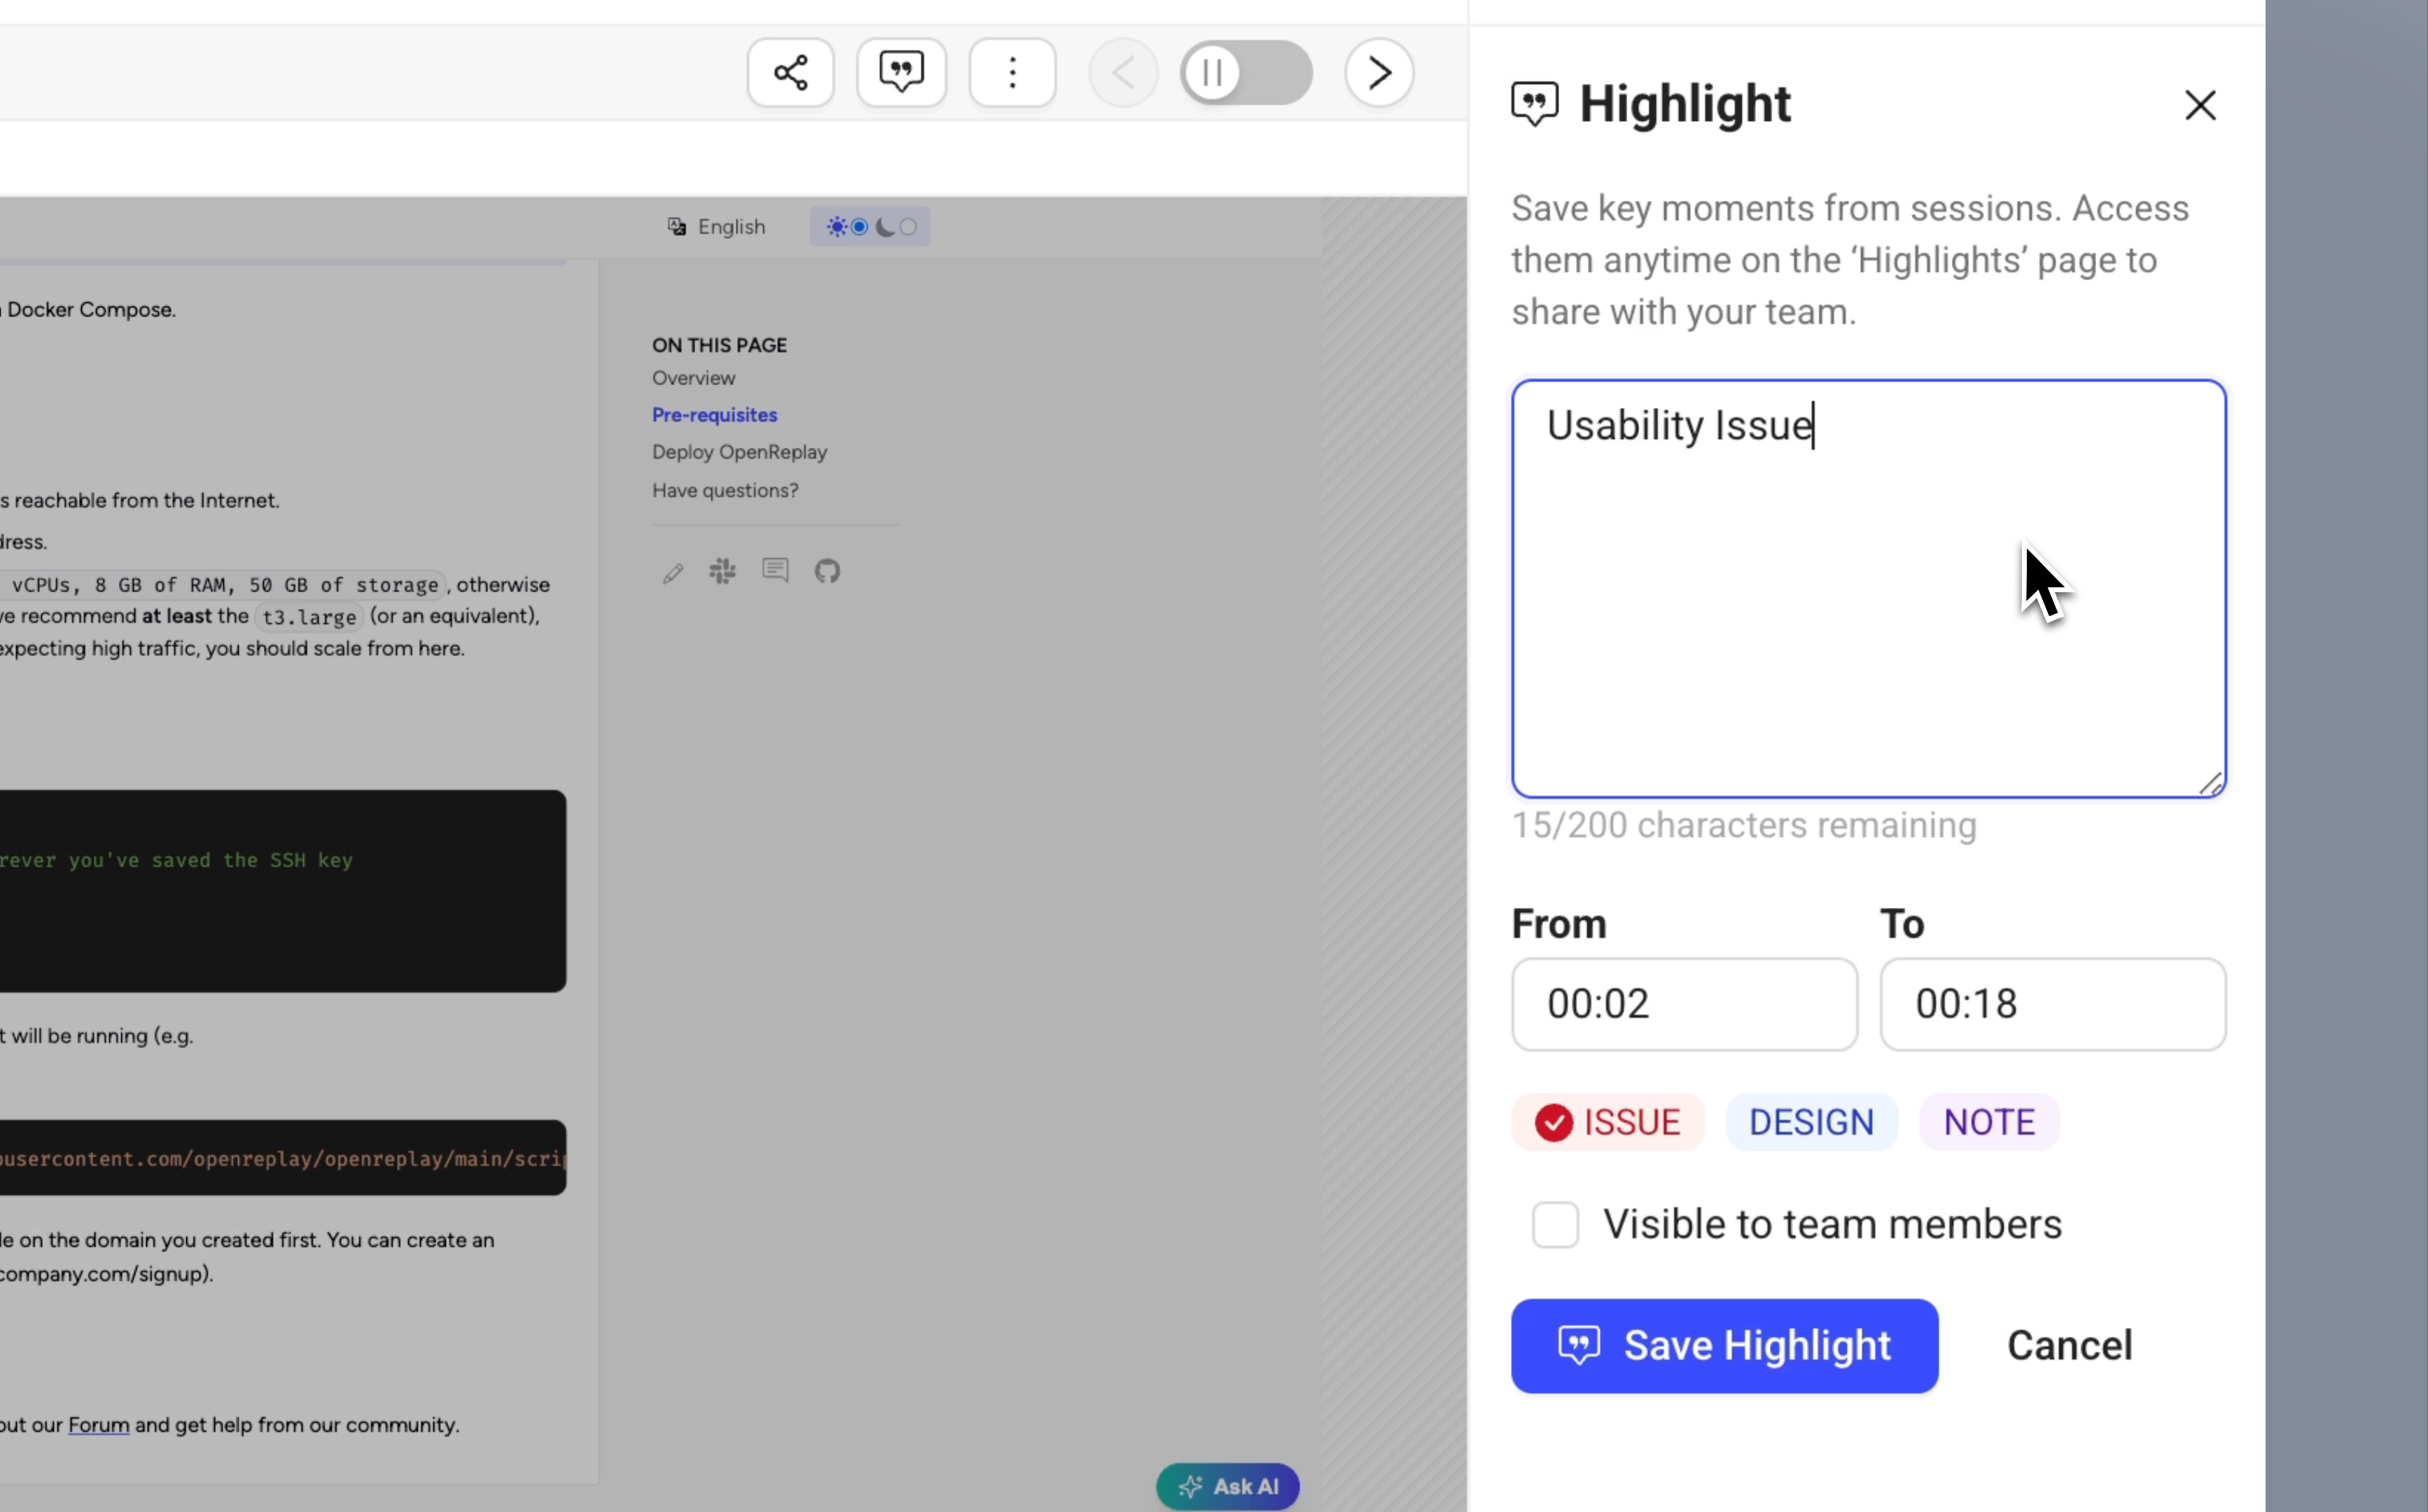 English
Docker Compose.
ON THIS PAGE
Overview
Pre-requisites
Deploy OpenReplay
Have questions?
s reachable from the Internet.
dress.
vCPUs, 8 GB of RAM, 50 GB of storage, otherwise
ve recommend at least the t3.large (or an equivalent),
expecting high traffic, you should scale from here.
rever you've saved the SSH key
t will be running (e.g.
ousercontent.com/openreplay/openreplay/main/scrip
le on the domain you created first. You can create an
company.com/signup).
out our Forum and get help from our community.
Ask AI
Highlight
Save key moments from sessions. Access
them anytime on the ‘Highlights’ page to
share with your team.
Usability Issue
15/200 characters remaining
From To
00:02 00:18
ISSUE DESIGN NOTE
Visible to team members
Save Highlight Cancel